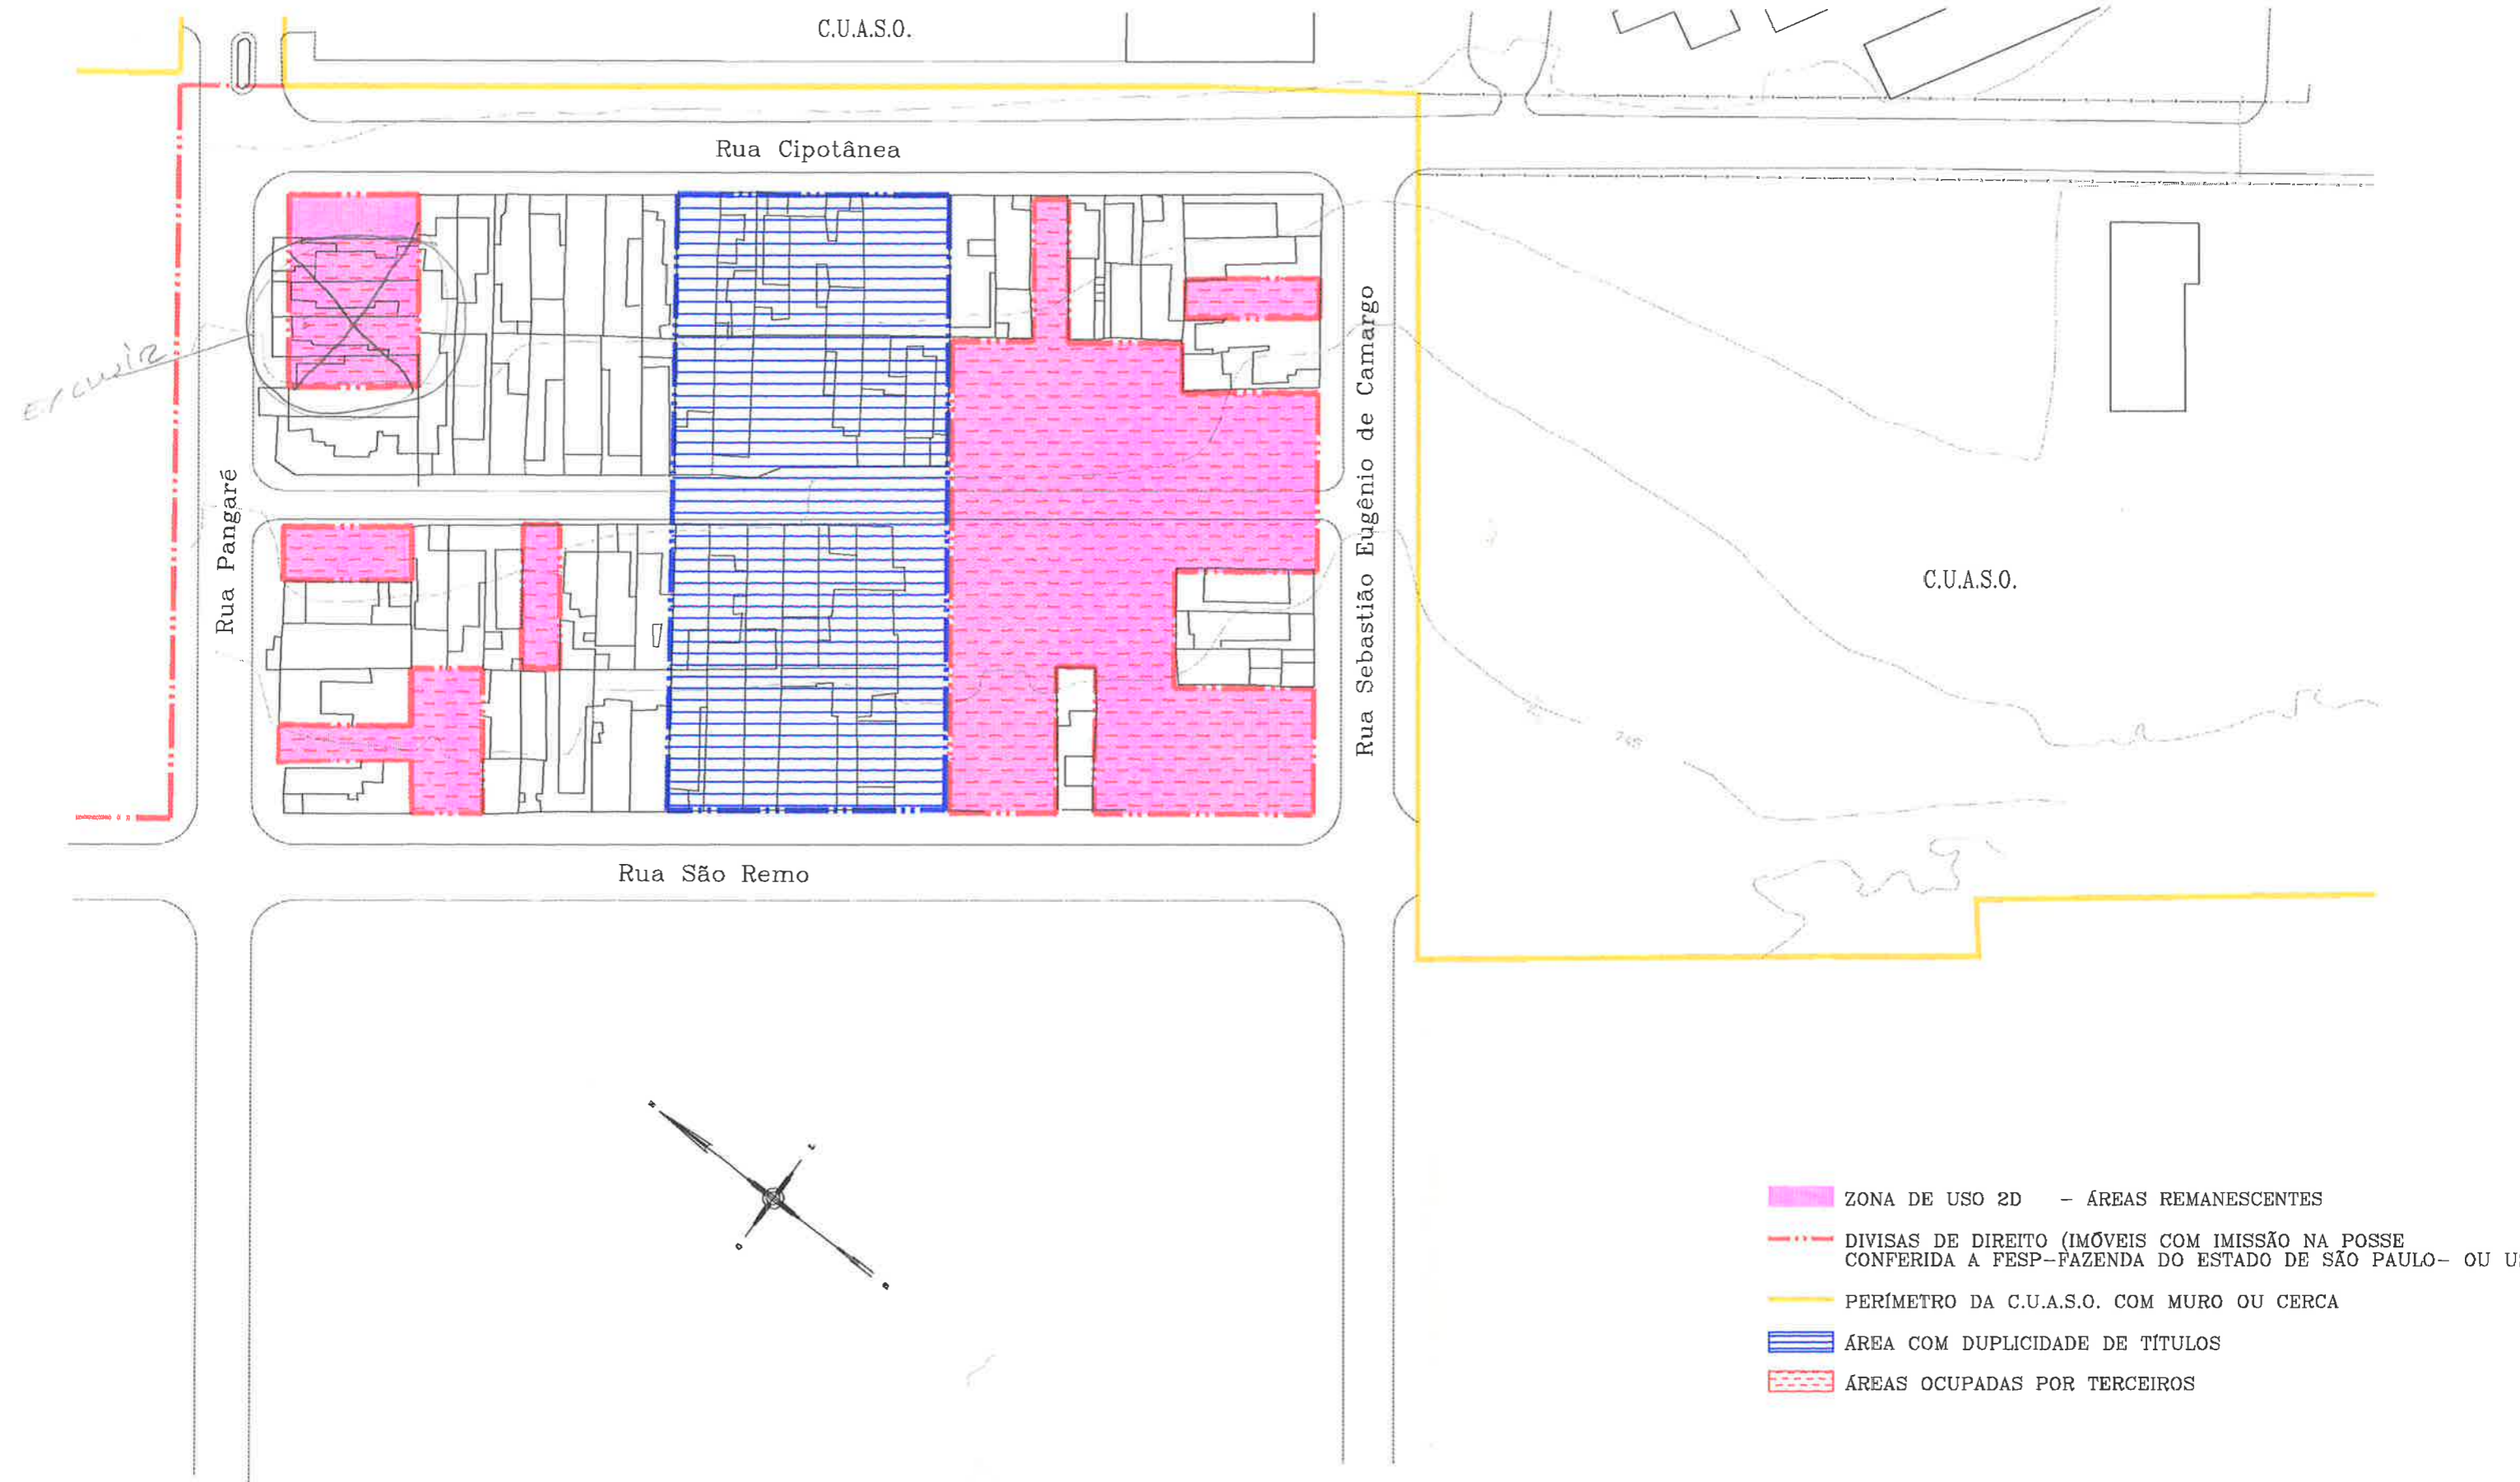 C.U.A.S.O.
Rua Cipotânea
Excluir
Rua Pangaré
Rua Sebastião Eugênio de Camargo
C.U.A.S.O.
Rua São Remo
N
L
O
ZONA DE USO 2D - ÁREAS REMANESCENTES
DIVISAS DE DIREITO (IMÓVEIS COM IMISSÃO NA POSSE
CONFERIDA A FESP-FAZENDA DO ESTADO DE SÃO PAULO- OU
PERÍMETRO DA C.U.A.S.O. COM MURO OU CERCA
ÁREA COM DUPLICIDADE DE TÍTULOS
ÁREAS OCUPADAS POR TERCEIROS